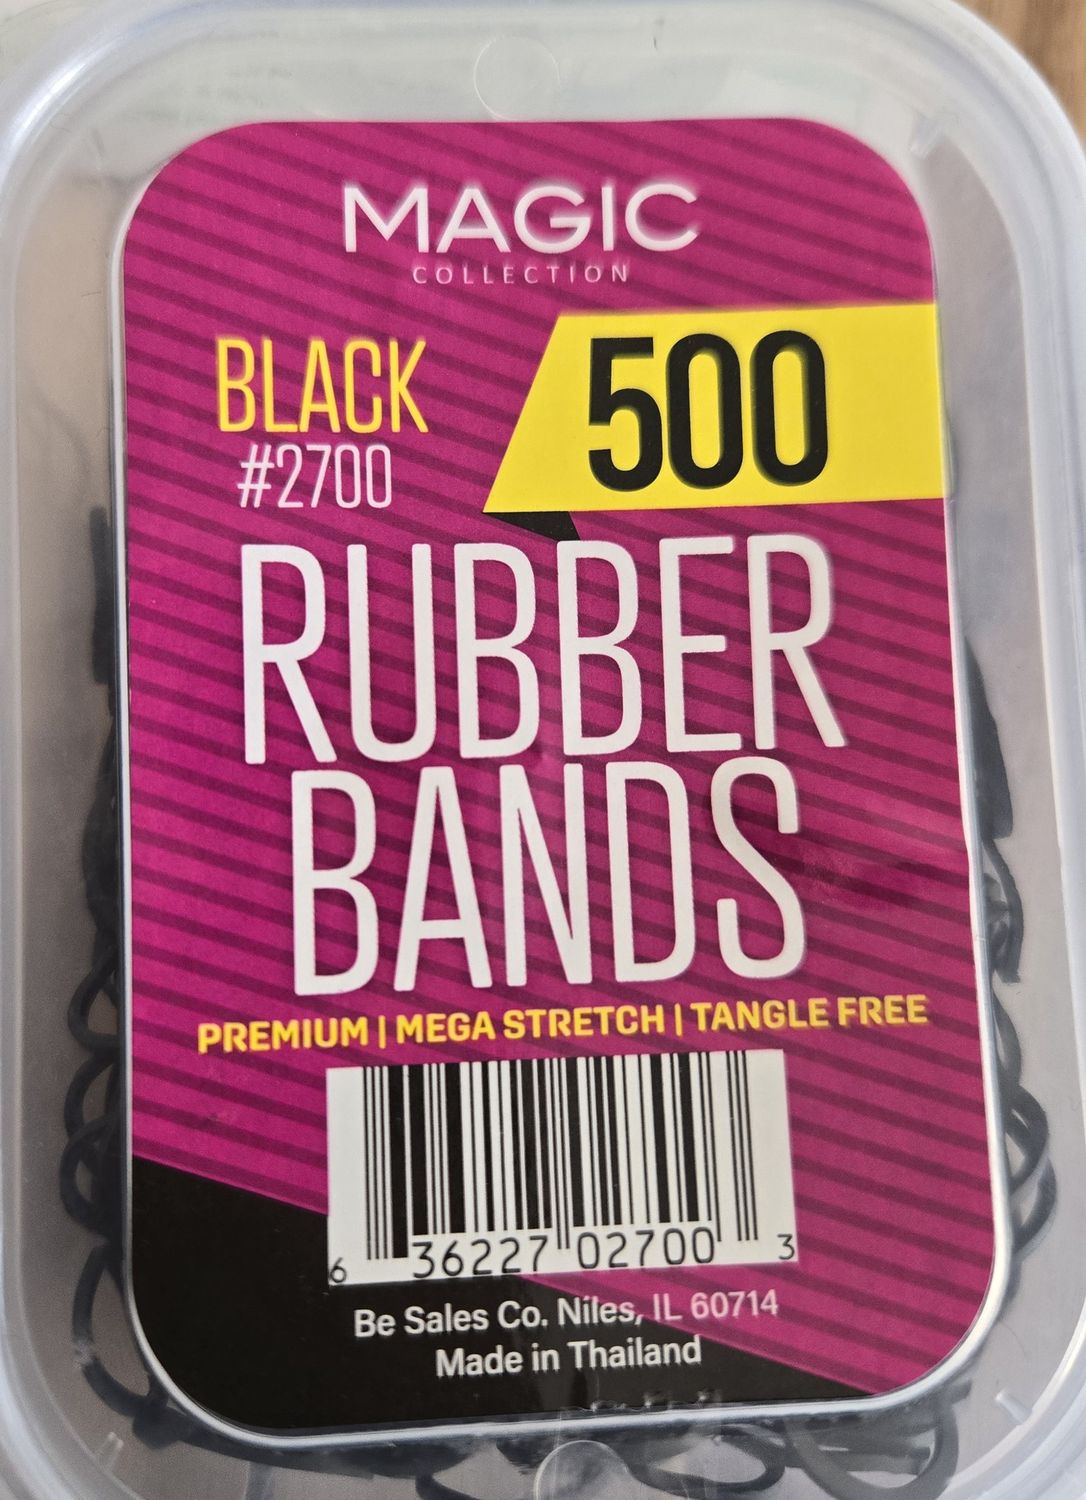 MAGIC
COLLECTION
BLACK
#2700
500
RUBBER
BANDS
PREMIUM | MEGA STRETCH | TANGLE FREE
6 36227 02700 3
Be Sales Co. Niles, IL 60714
Made in Thailand